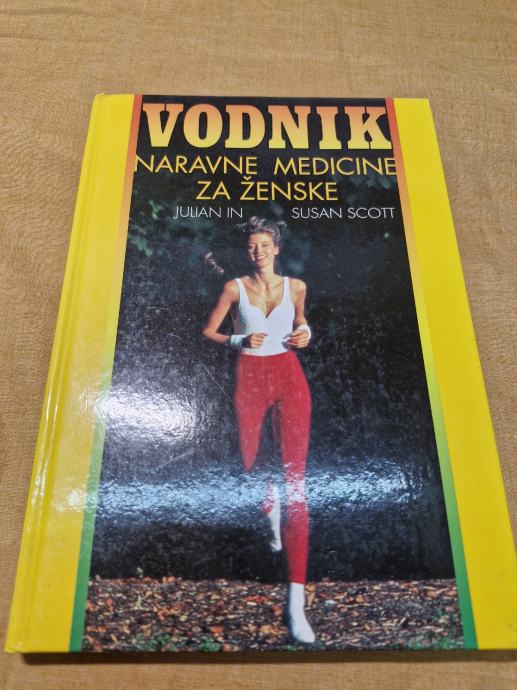 VODNIK
NARAVNE MEDICINE
ZA ŽENSKE
JULIAN IN SUSAN SCOTT